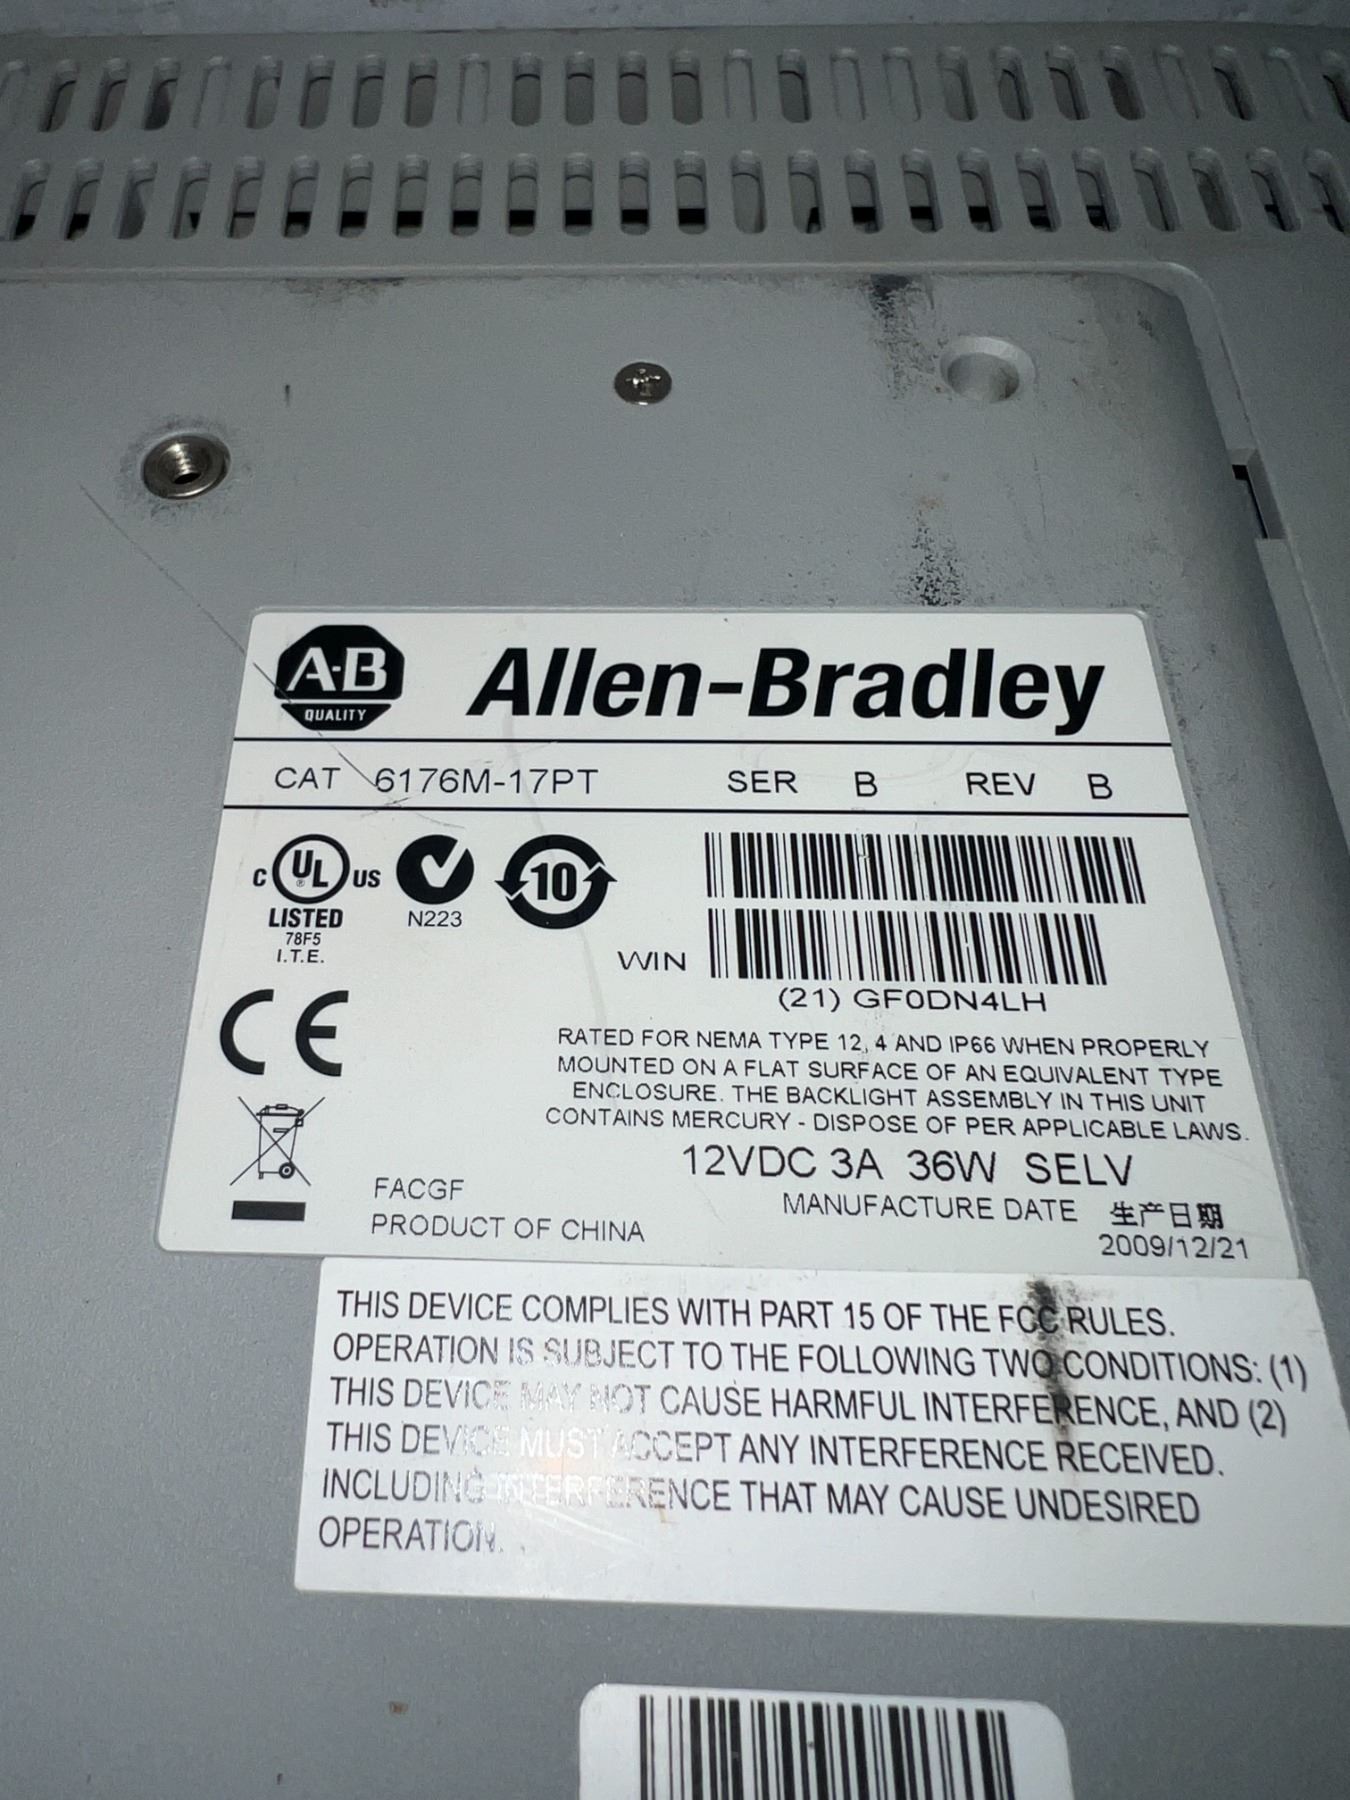 A-B
QUALITY
Allen-Bradley
CAT 6176M-17PT SER B REV B
C UL ® US
LISTED
78F5
I.T.E.
N223
10
WIN
(21) GF0DN4LH
CE
RATED FOR NEMA TYPE 12, 4 AND IP66 WHEN PROPERLY
MOUNTED ON A FLAT SURFACE OF AN EQUIVALENT TYPE
ENCLOSURE. THE BACKLIGHT ASSEMBLY IN THIS UNIT
CONTAINS MERCURY - DISPOSE OF PER APPLICABLE LAWS.
12VDC 3A 36W SELV
FACGF
PRODUCT OF CHINA
MANUFACTURE DATE 生产日期
2009/12/21
THIS DEVICE COMPLIES WITH PART 15 OF THE FCC RULES.
OPERATION IS SUBJECT TO THE FOLLOWING TWO CONDITIONS: (1)
THIS DEVICE MAY NOT CAUSE HARMFUL INTERFERENCE, AND (2)
THIS DEVICE MUST ACCEPT ANY INTERFERENCE RECEIVED.
INCLUDING INTERFERENCE THAT MAY CAUSE UNDESIRED
OPERATION.